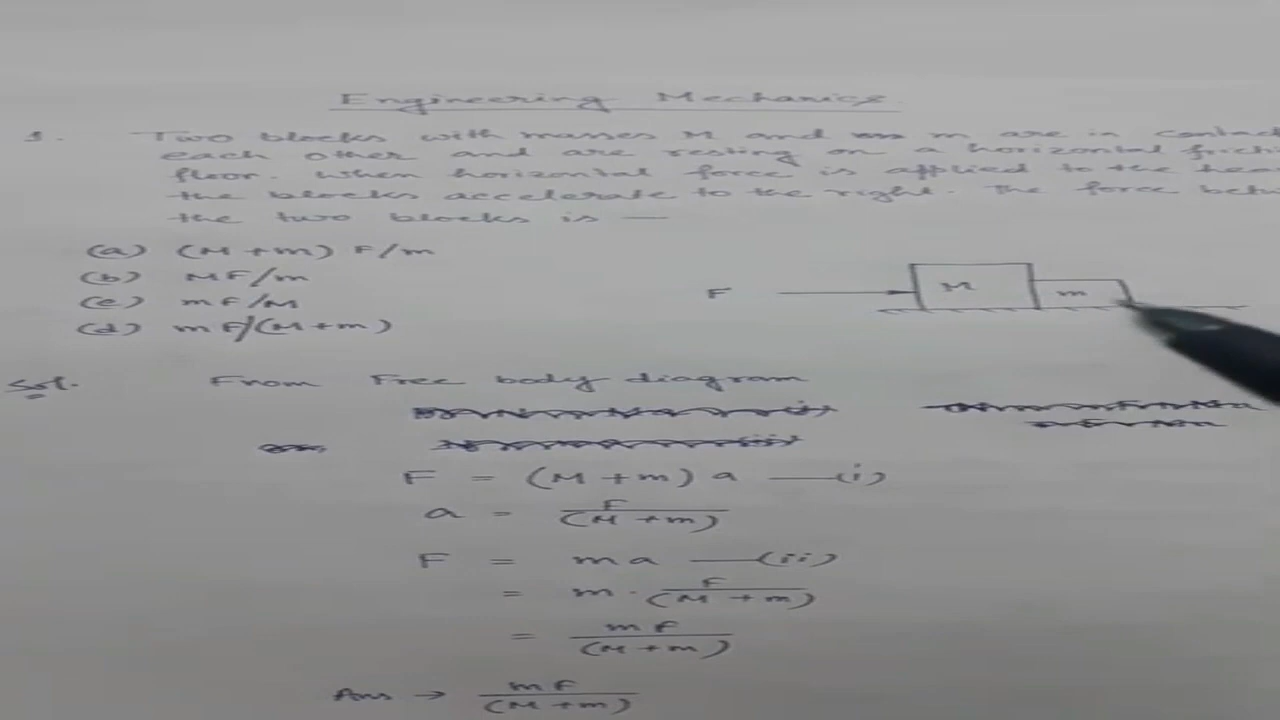 Engineering Mechanics
1. Two blocks with masses M and m are in contact
each other and are resting on a horizontal
floor. When horizontal force is applied to the
the blocks accelerate to the right. The force
the two blocks is —
(a) (M+m) F/m
(b) MF/m
(c) mF/M
(d) mF/(M+m)
F M m
Sol. From Free body diagram
F = (M+m) a —(i)
a = F/(M+m)
F = ma —(ii)
= m · F/(M+m)
= mF/(M+m)
Ans → mF/(M+m)